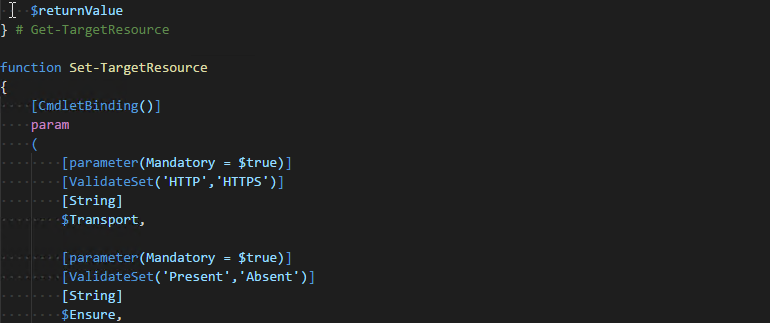 $returnValue
} # Get-TargetResource

function Set-TargetResource
{
    [CmdletBinding()]
    param
    (
        [parameter(Mandatory = $true)]
        [ValidateSet('HTTP','HTTPS')]
        [String]
        $Transport,

        [parameter(Mandatory = $true)]
        [ValidateSet('Present','Absent')]
        [String]
        $Ensure,